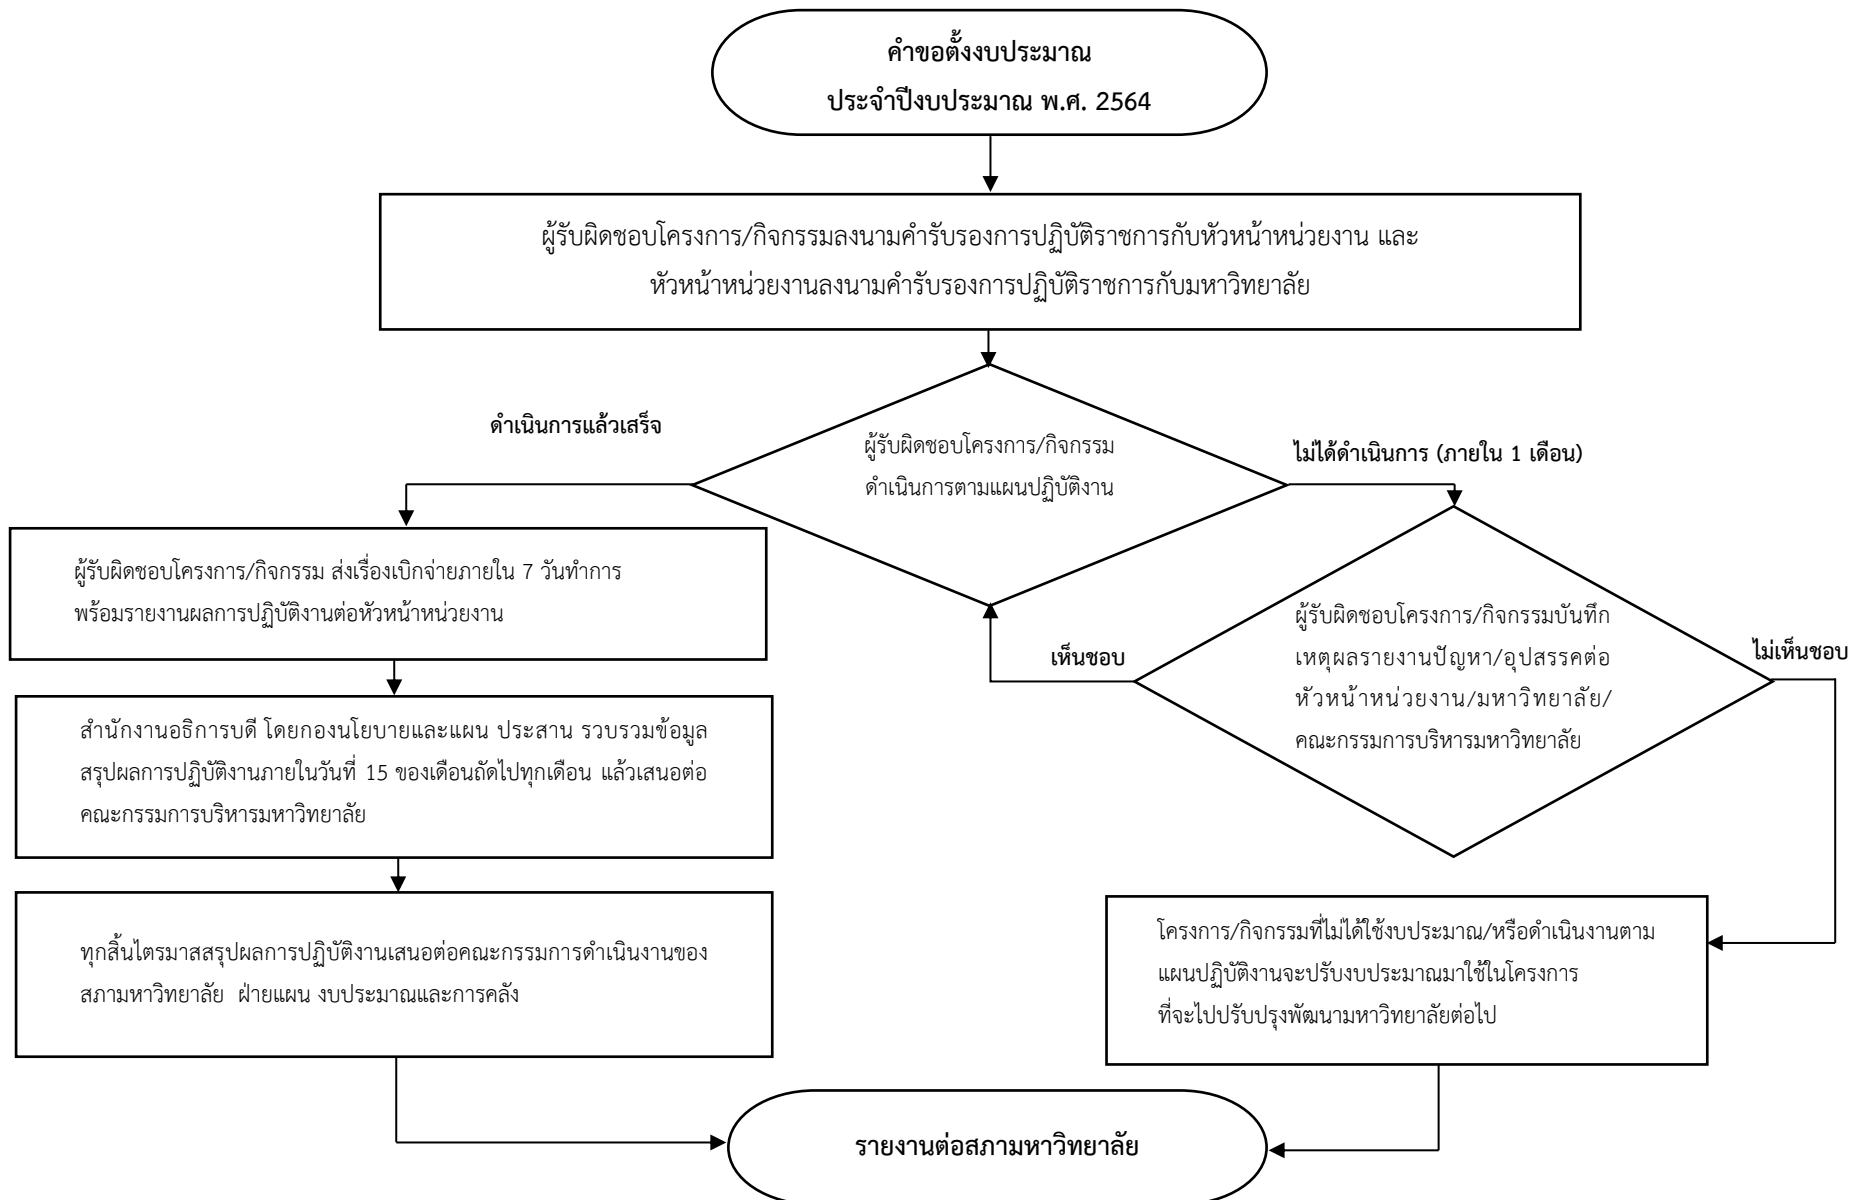 คำขอตั้งงบประมาณ
ประจำปีงบประมาณ พ.ศ. 2564
ผู้รับผิดชอบโครงการ/กิจกรรมลงนามคำรับรองการปฏิบัติราชการกับหัวหน้าหน่วยงาน และ
หัวหน้าหน่วยงานลงนามคำรับรองการปฏิบัติราชการกับมหาวิทยาลัย
ดำเนินการแล้วเสร็จ
ผู้รับผิดชอบโครงการ/กิจกรรม
ดำเนินการตามแผนปฏิบัติงาน
ไม่ได้ดำเนินการ (ภายใน 1 เดือน)
ผู้รับผิดชอบโครงการ/กิจกรรม ส่งเรื่องเบิกจ่ายภายใน 7 วันทำการ
พร้อมรายงานผลการปฏิบัติงานต่อหัวหน้าหน่วยงาน
เห็นชอบ
ผู้รับผิดชอบโครงการ/กิจกรรมบันทึก
เหตุผลรายงานปัญหา/อุปสรรคต่อ
หัวหน้าหน่วยงาน/มหาวิทยาลัย/
คณะกรรมการบริหารมหาวิทยาลัย
ไม่เห็นชอบ
สำนักงานอธิการบดี โดยกองนโยบายและแผน ประสาน รวบรวมข้อมูล
สรุปผลการปฏิบัติงานภายในวันที่ 15 ของเดือนถัดไปทุกเดือน แล้วเสนอต่อ
คณะกรรมการบริหารมหาวิทยาลัย
ทุกสิ้นไตรมาสสรุปผลการปฏิบัติงานเสนอต่อคณะกรรมการดำเนินงานของ
สภามหาวิทยาลัย ฝ่ายแผน งบประมาณและการคลัง
โครงการ/กิจกรรมที่ไม่ได้ใช้งบประมาณ/หรือดำเนินงานตาม
แผนปฏิบัติงานจะปรับงบประมาณมาใช้ในโครงการ
ที่จะไปปรับปรุงพัฒนามหาวิทยาลัยต่อไป
รายงานต่อสภามหาวิทยาลัย